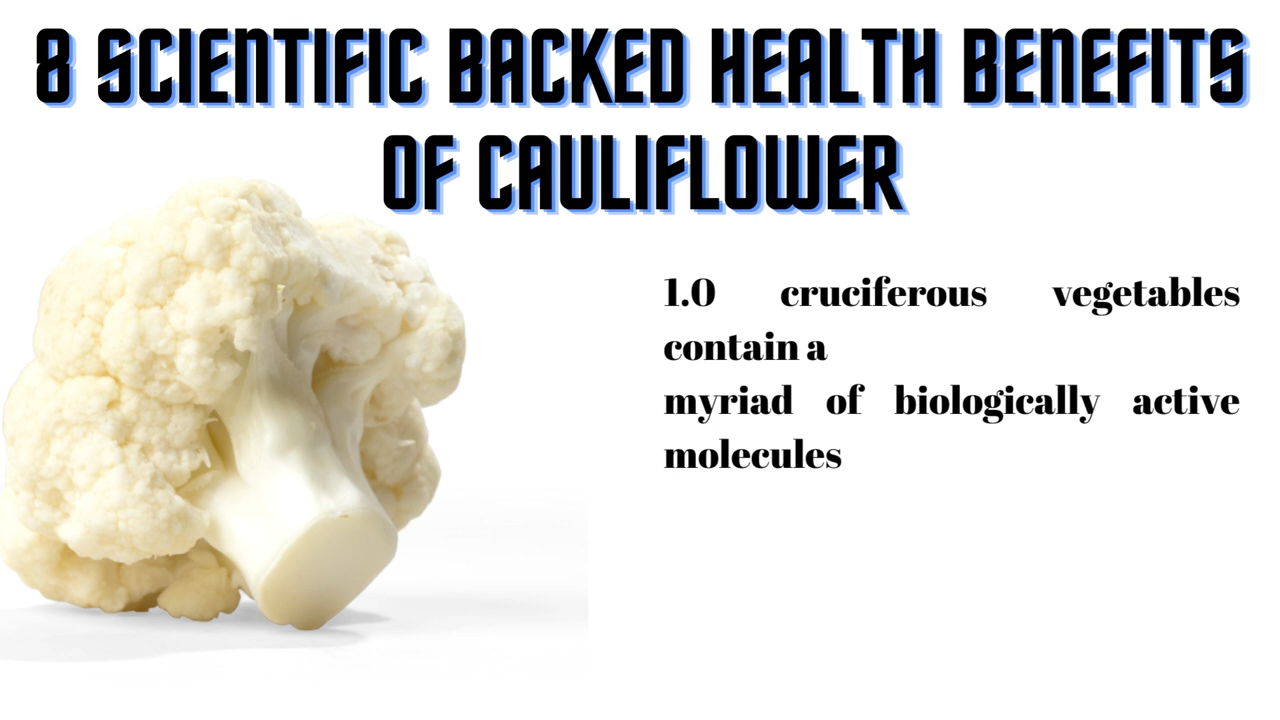 8 SCIENTIFIC BACKED HEALTH BENEFITS
OF CAULIFLOWER
1.0 cruciferous vegetables
contain a
myriad of biologically active
molecules